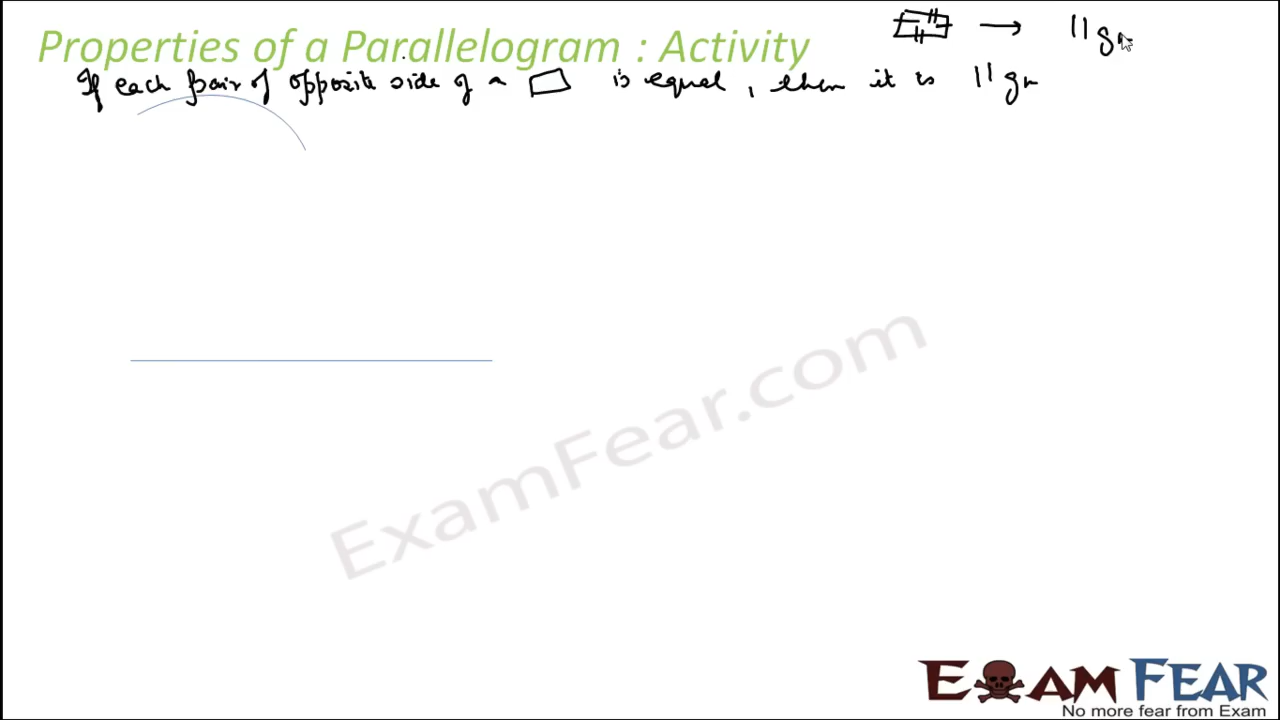 Properties of a Parallelogram : Activity
→ ||gr
If each pair of opposite side of a ▱ is equal, then it is ||gm
ExamFear.com
EXAM FEAR
No more fear from Exam